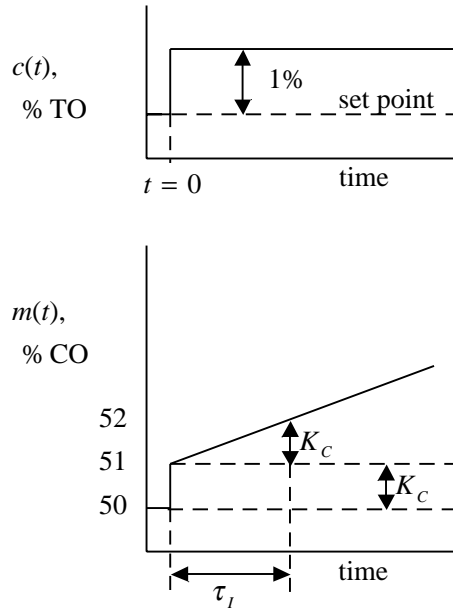 c(t),
% TO
1%
set point
t = 0
time
m(t),
% CO
52
51
50
K_C
K_C
τ_I
time